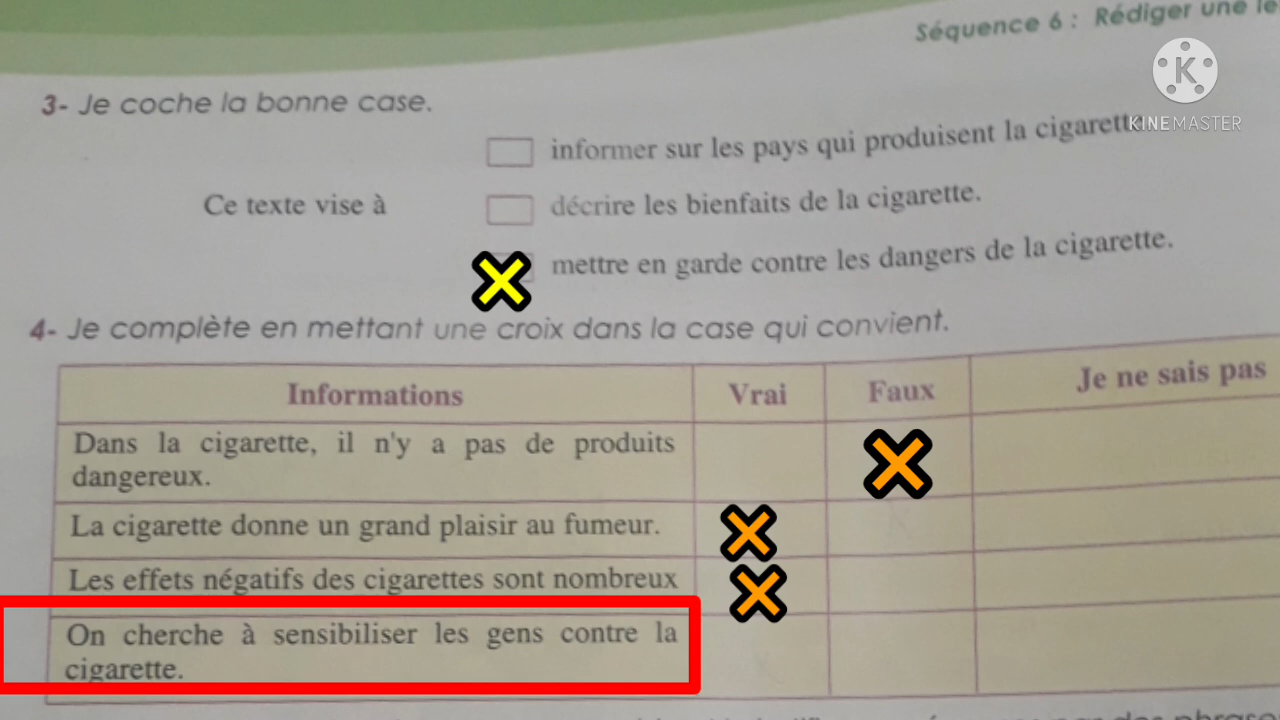 Séquence 6 : Rédiger une
KINEMASTER
3- Je coche la bonne case.
informer sur les pays qui produisent la
Ce texte vise à
décrire les bienfaits de la cigarette.
mettre en garde contre les dangers de la cigarette.
4- Je complète en mettant une croix dans la case qui convient.
Informations Vrai Faux Je ne sais pas
Dans la cigarette, il n'y a pas de produits
dangereux.
La cigarette donne un grand plaisir au fumeur.
Les effets négatifs des cigarettes sont nombreux
On cherche à sensibiliser les gens contre la
cigarette.